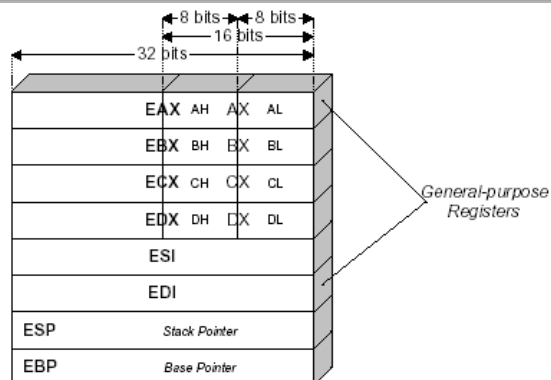 8 bits 8 bits
16 bits
32 bits
EAX AH AX AL
EBX BH BX BL
ECX CH CX CL
EDX DH DX DL
General-purpose
Registers
ESI
EDI
ESP Stack Pointer
EBP Base Pointer